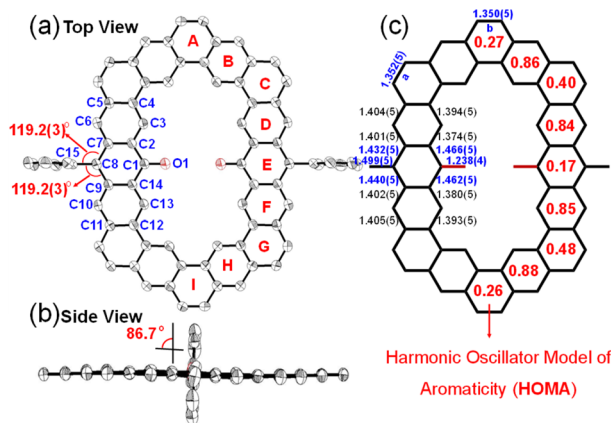 (a) Top View
A
B
C
D
E
F
G
H
I
C5 C4
C6 C3
C7 C2
119.2(3)°
C15
C8 C1 O1
119.2(3)°
C9 C14
C10 C13
C11 C12
(b) Side View
86.7°
(c)
1.350(5)
b
0.27
1.352(5)
a
0.86
0.40
0.84
0.17
0.85
0.48
0.88
0.26
1.404(5) 1.394(5)
1.401(5) 1.374(5)
1.432(5) 1.466(5)
1.499(5) 1.238(4)
1.440(5) 1.462(5)
1.402(5) 1.380(5)
1.405(5) 1.393(5)
Harmonic Oscillator Model of
Aromaticity (HOMA)